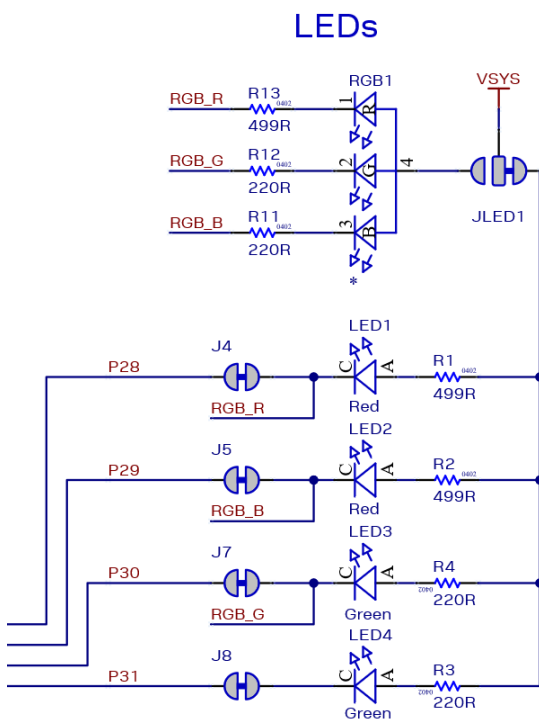 LEDs
RGB1
VSYS
RGB_R R13 0402 499R 1 R
RGB_G R12 0402 220R 2 G 4
RGB_B R11 0402 220R 3 B
JLED1
*
LED1
P28 J4 C A R1 0402 499R
RGB_R Red
LED2
P29 J5 C A R2 0402 499R
RGB_B Red
LED3
P30 J7 C A R4 0402 220R
RGB_G Green
LED4
P31 J8 C A R3 0402 220R
Green